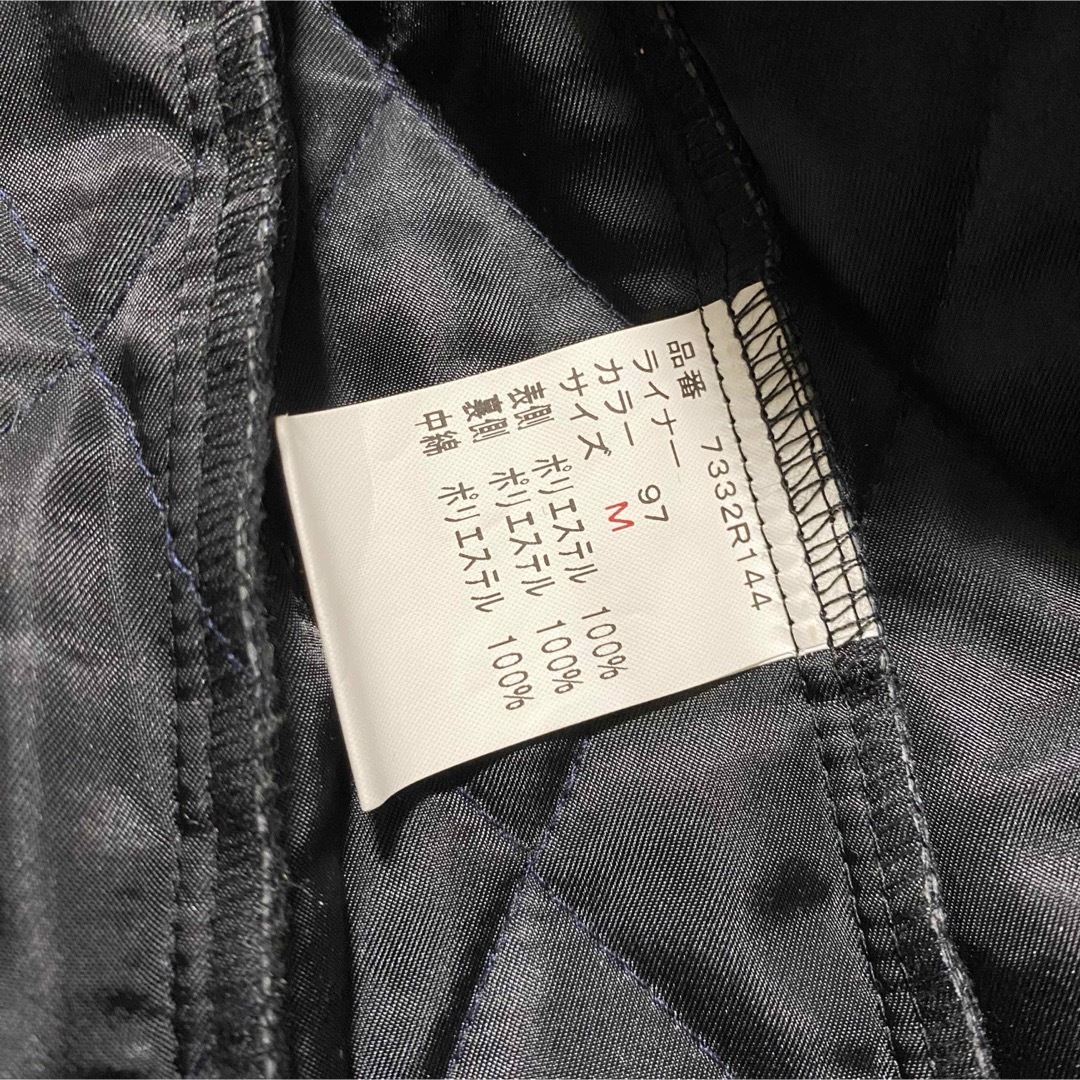 品番 7332R144
ライナー
カラー 97
サイズ M
表側 ポリエステル 100%
裏側 ポリエステル 100%
中綿 ポリエステル 100%